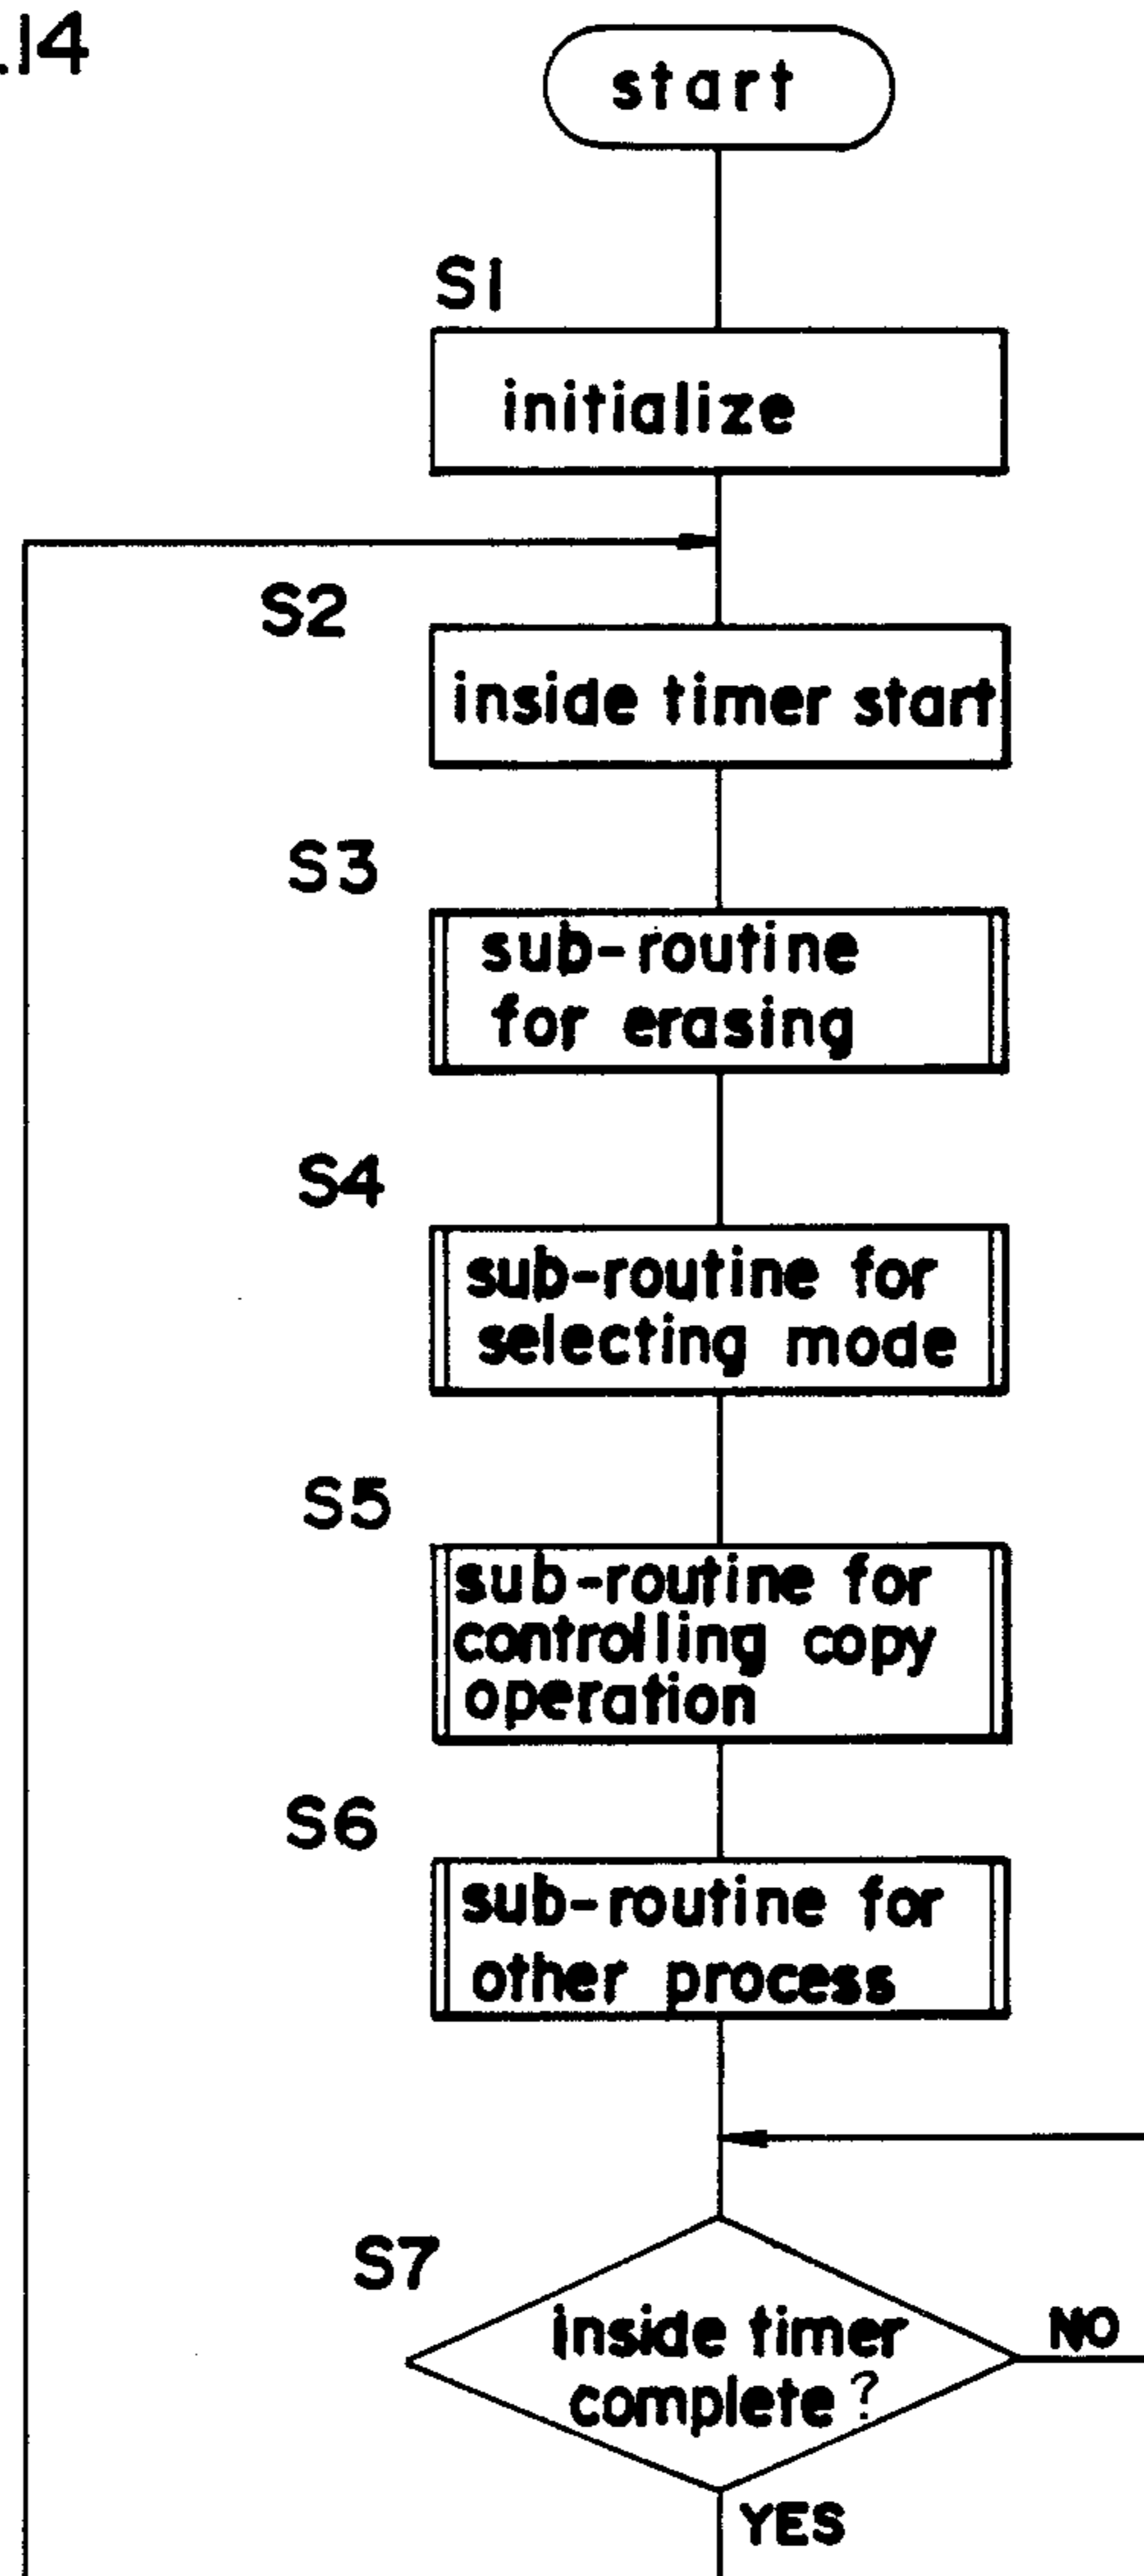 .14
start
S1
initialize
S2
inside timer start
S3
sub-routine
for erasing
S4
sub-routine for
selecting mode
S5
sub-routine for
controlling copy
operation
S6
sub-routine for
other process
S7
inside timer
complete ?
NO
YES